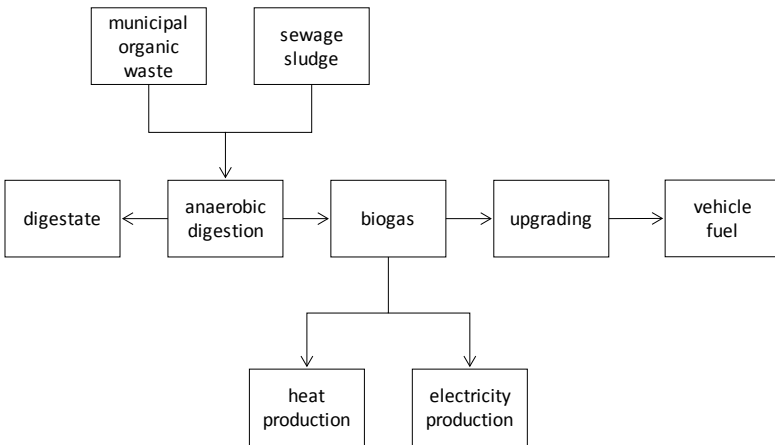 municipal
organic
waste
sewage
sludge
digestate
anaerobic
digestion
biogas
upgrading
vehicle
fuel
heat
production
electricity
production